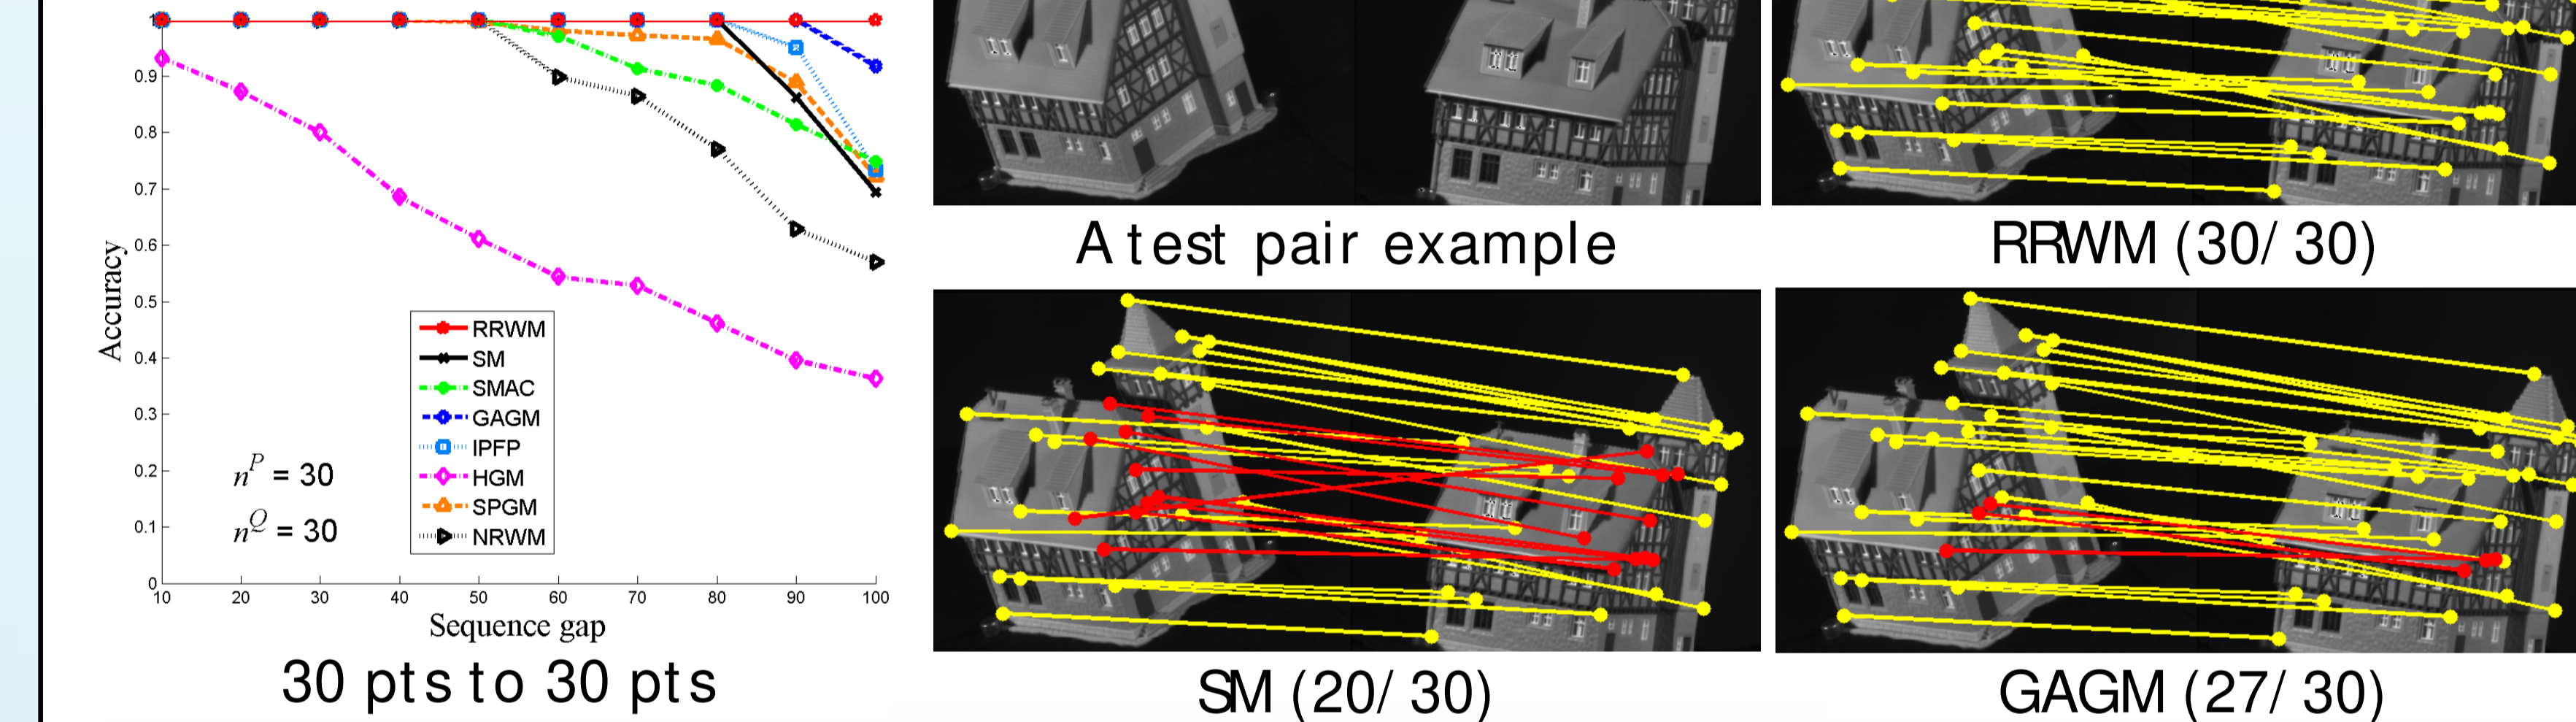 1
0.9
0.8
0.7
0.6
0.5
0.4
0.3
0.2
0.1
0
Accuracy
RRWM
SM
SMAC
GAGM
IPFP
HGM
SPGM
NRWM
n^P = 30
n^Q = 30
10 20 30 40 50 60 70 80 90 100
Sequence gap
30 pts to 30 pts
A test pair example
RRWM (30/ 30)
SM (20/ 30)
GAGM (27/ 30)